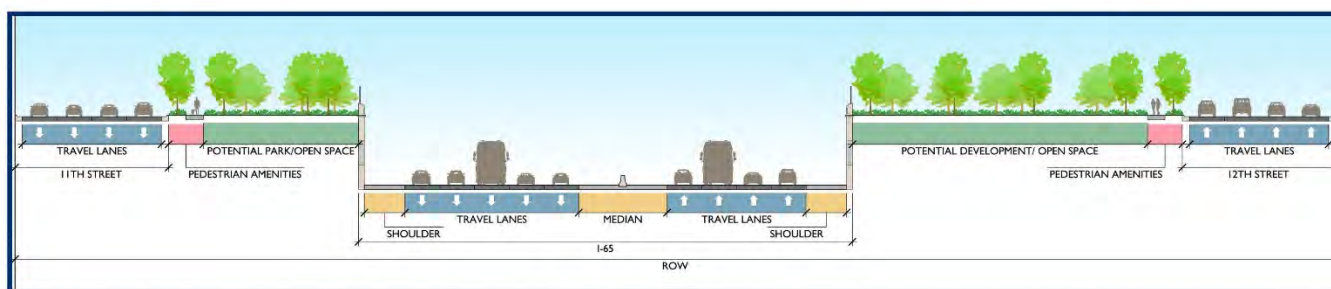 TRAVEL LANES
POTENTIAL PARK/OPEN SPACE
POTENTIAL DEVELOPMENT/ OPEN SPACE
TRAVEL LANES
11TH STREET
PEDESTRIAN AMENITIES
PEDESTRIAN AMENITIES
12TH STREET
TRAVEL LANES
MEDIAN
TRAVEL LANES
SHOULDER
SHOULDER
I-65
ROW